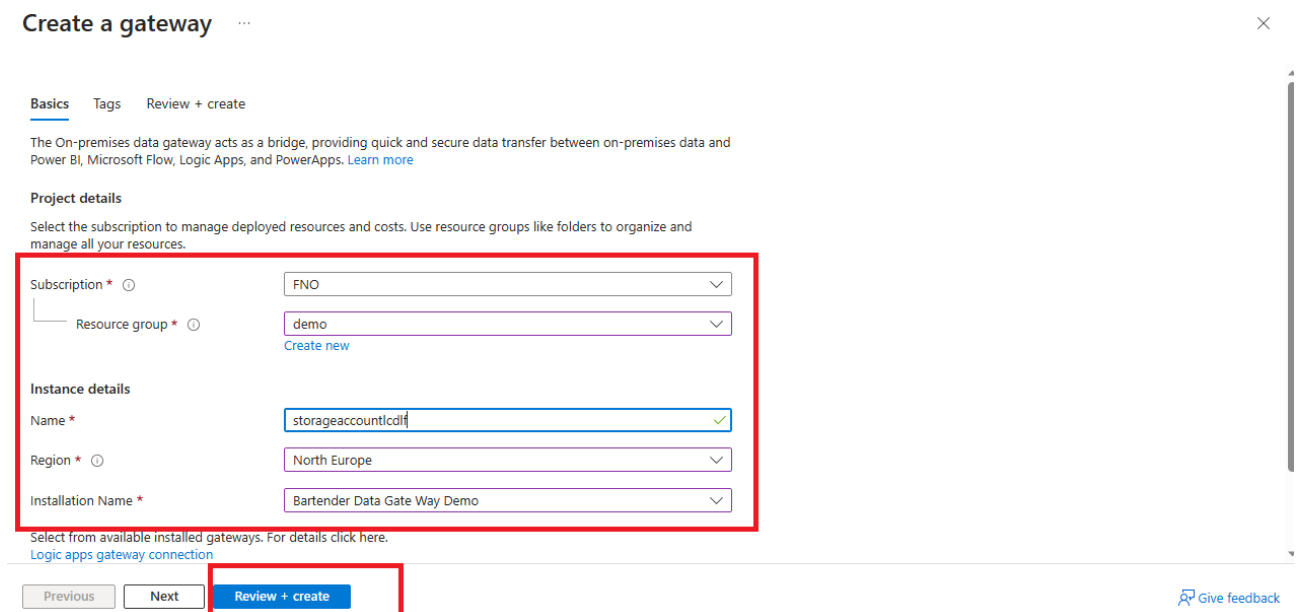 Create a gateway ...
Basics Tags Review + create
The On-premises data gateway acts as a bridge, providing quick and secure data transfer between on-premises data and
Power BI, Microsoft Flow, Logic Apps, and PowerApps. Learn more
Project details
Select the subscription to manage deployed resources and costs. Use resource groups like folders to organize and
manage all your resources.
Subscription * FNO
Resource group * demo
Create new
Instance details
Name * storageaccountlcdlf
Region * North Europe
Installation Name * Bartender Data Gate Way Demo
Select from available installed gateways. For details click here.
Logic apps gateway connection
Previous Next Review + create Give feedback